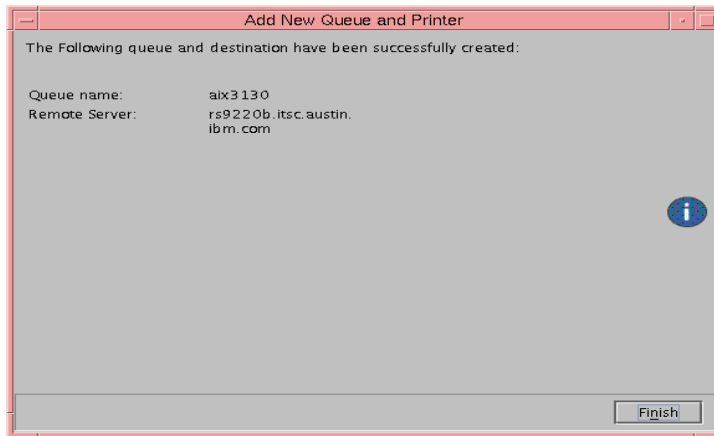 Add New Queue and Printer
The Following queue and destination have been successfully created:
Queue name: aix3130
Remote Server: rs9220b.itsc.austin.
ibm.com
i
Finish